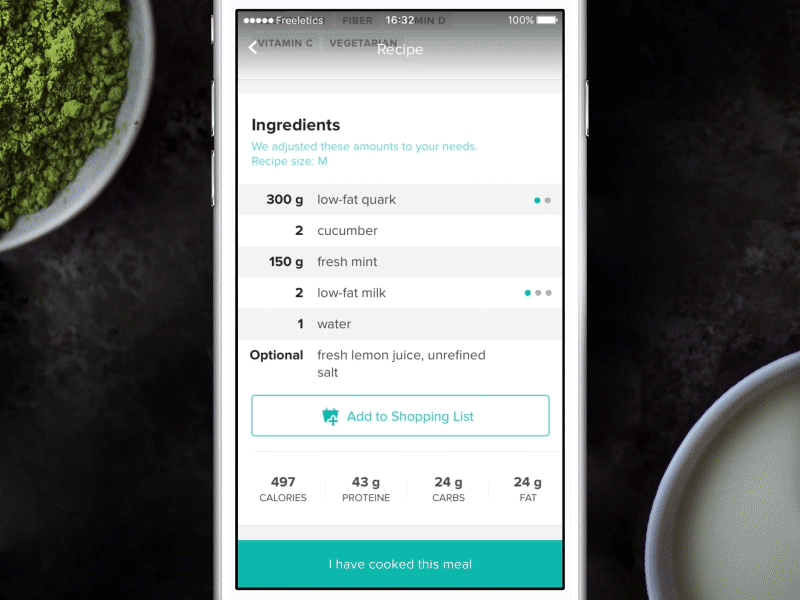 Freeletics FIBER 16:32 MIN D 100%
VITAMIN C VEGETARIAN
Recipe
Ingredients
We adjusted these amounts to your needs.
Recipe size: M
300 g low-fat quark
2 cucumber
150 g fresh mint
2 low-fat milk
1 water
Optional fresh lemon juice, unrefined
salt
Add to Shopping List
497 43 g 24 g 24 g
CALORIES PROTEINE CARBS FAT
I have cooked this meal